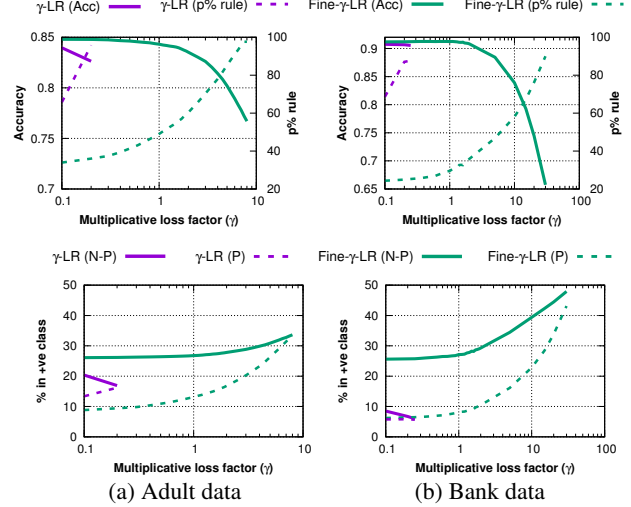 γ-LR (Acc) γ-LR (p% rule) Fine-γ-LR (Acc) Fine-γ-LR (p% rule)
0.85 0.8 0.75 0.7
Accuracy
100 80 60 40 20
p% rule
0.1 1 10
Multiplicative loss factor (γ)
0.9 0.85 0.8 0.75 0.7 0.65
Accuracy
100 80 60 40 20
p% rule
0.1 1 10 100
Multiplicative loss factor (γ)
γ-LR (N-P) γ-LR (P) Fine-γ-LR (N-P) Fine-γ-LR (P)
50 40 30 20 10 0
% in +ve class
0.1 1 10
Multiplicative loss factor (γ)
50 40 30 20 10 0
% in +ve class
0.1 1 10 100
Multiplicative loss factor (γ)
(a) Adult data
(b) Bank data